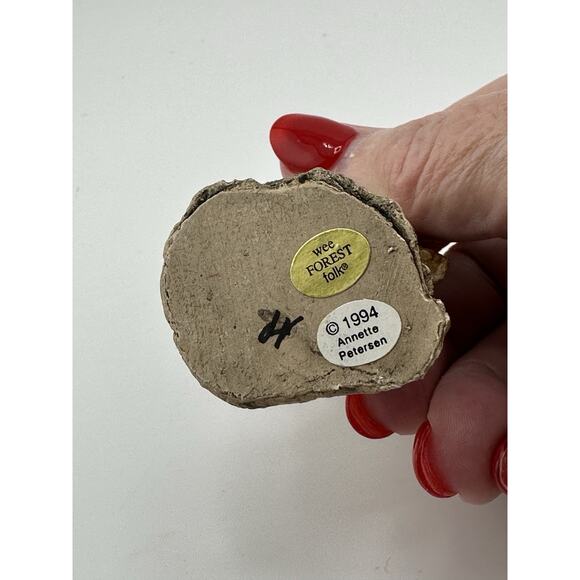 wee
FOREST
folk®
© 1994
Annette
Petersen